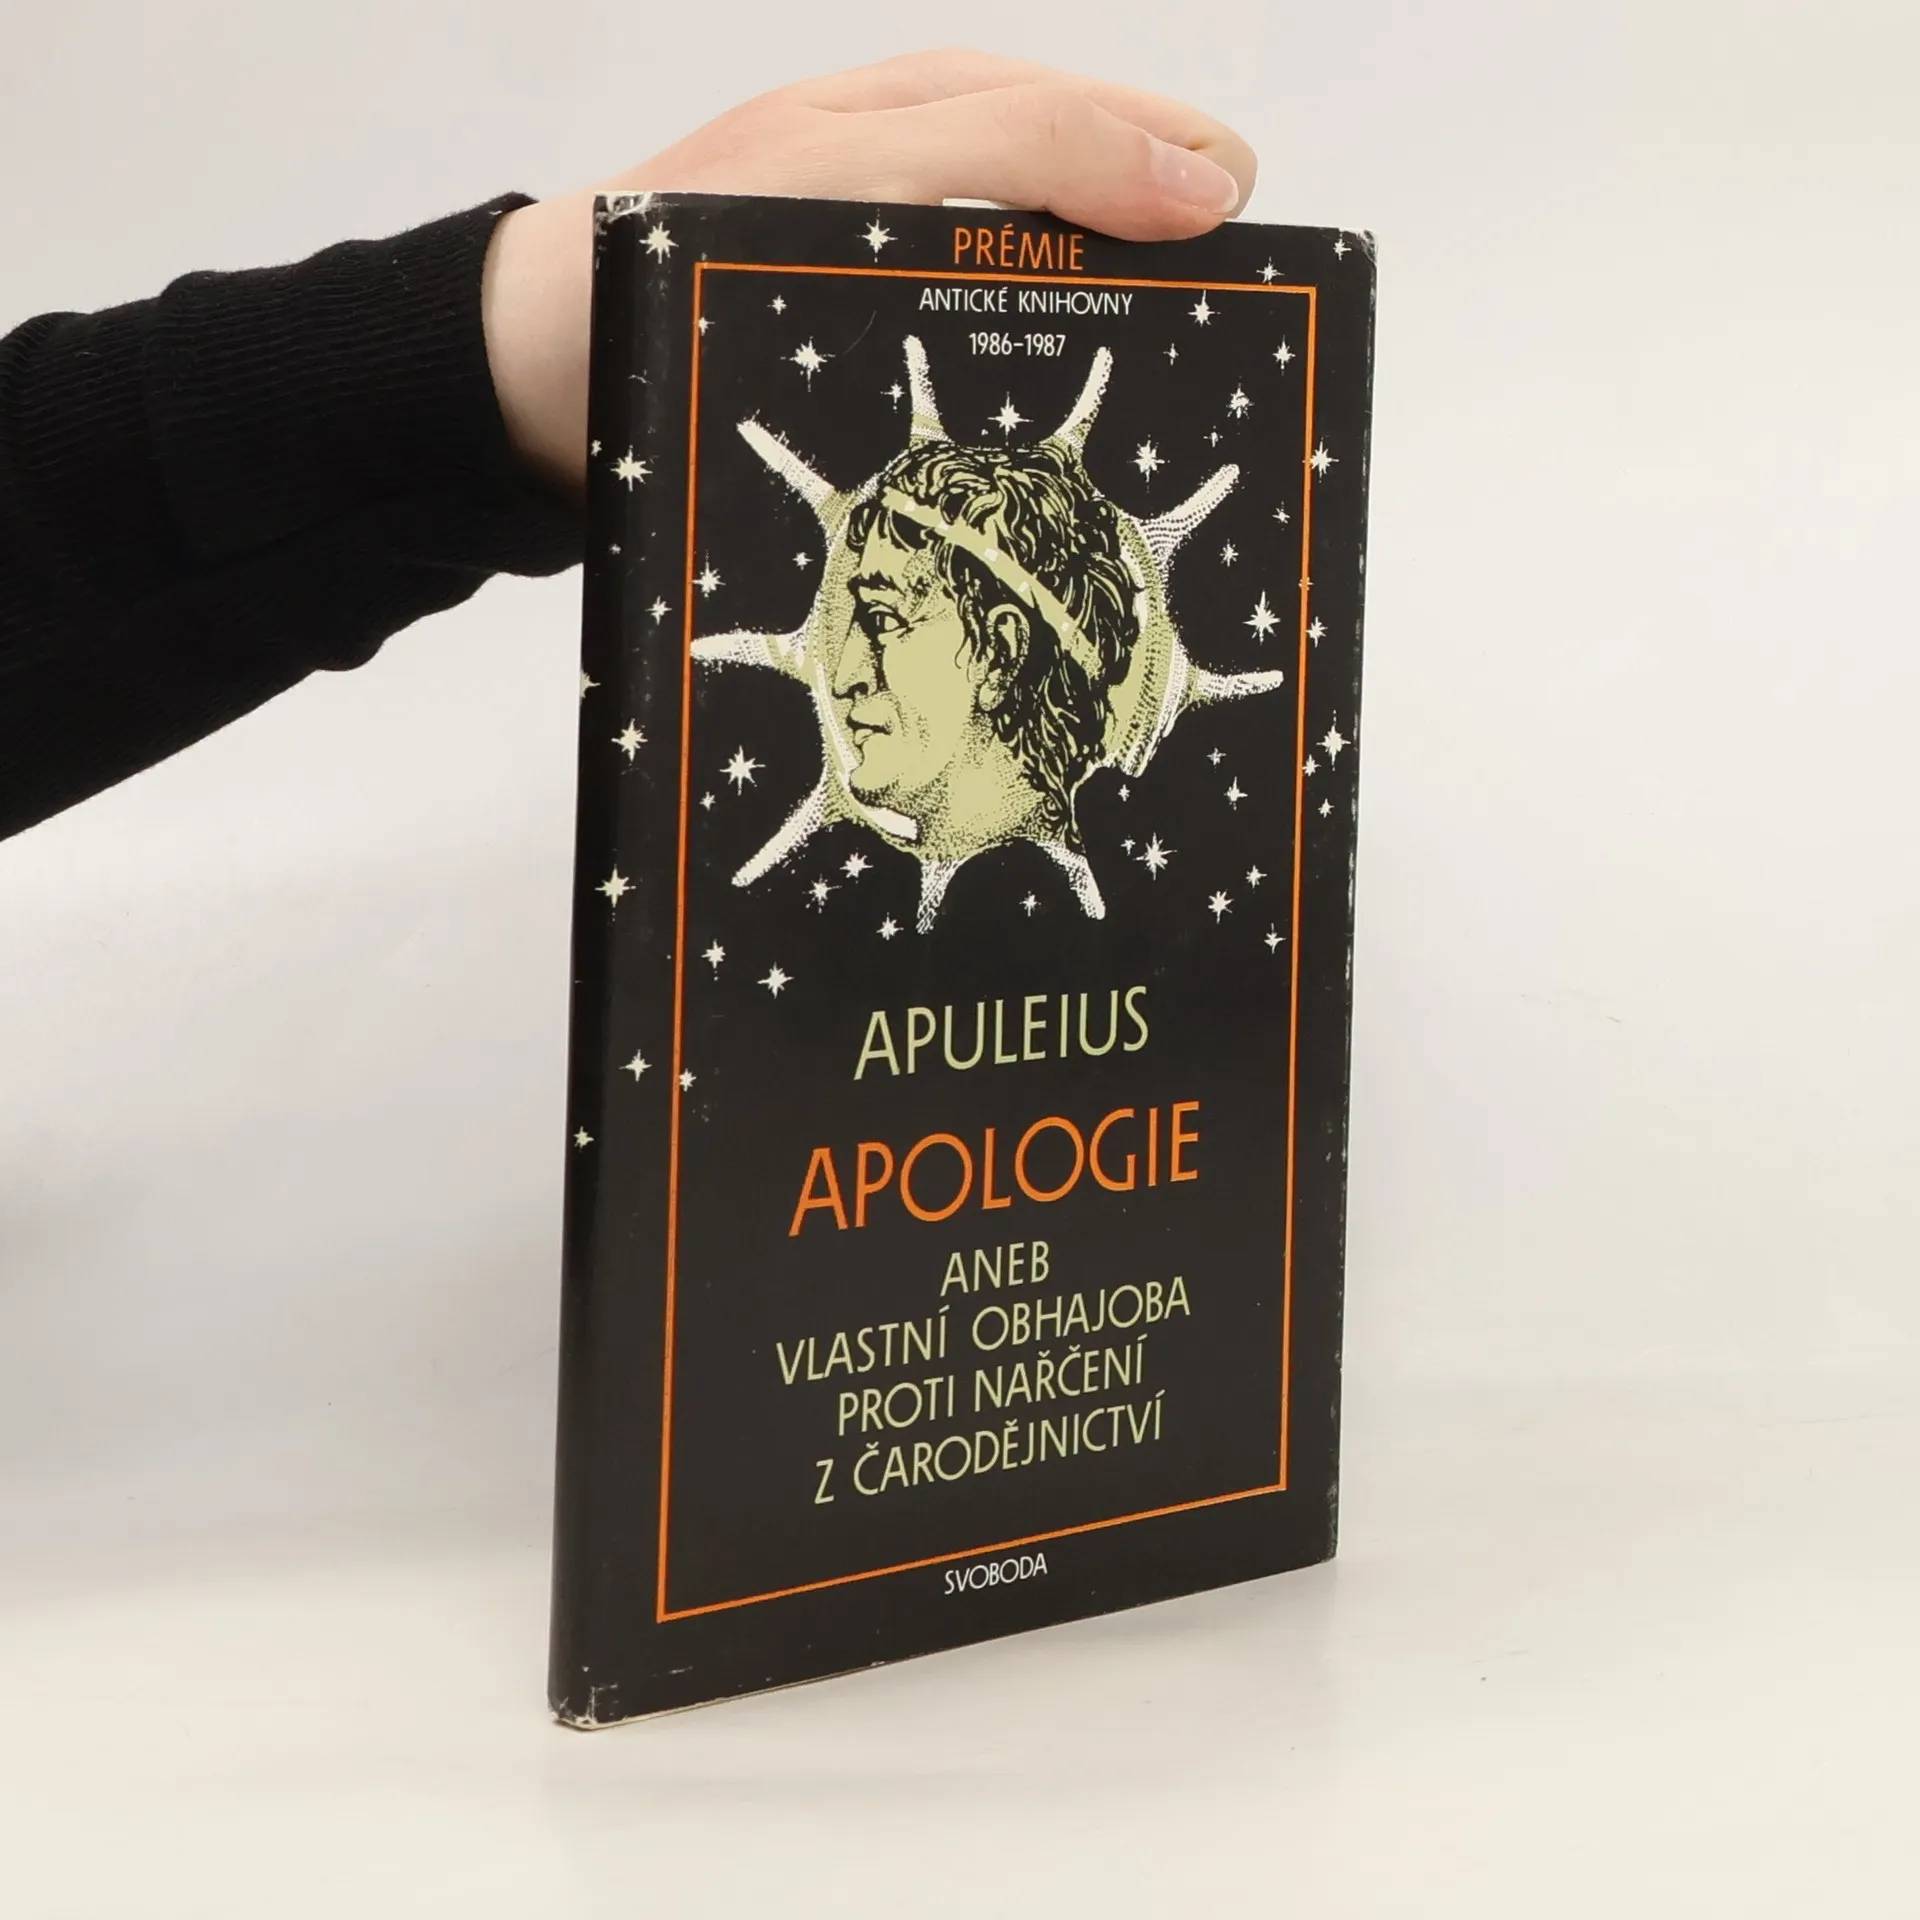 PRÉMIE
ANTICKÉ KNIHOVNY
1986-1987
APULEIUS
APOLOGIE
ANEB
VLASTNÍ OBHAJOBA
PROTI NAŘČENÍ
Z ČARODĚJNICTVÍ
SVOBODA